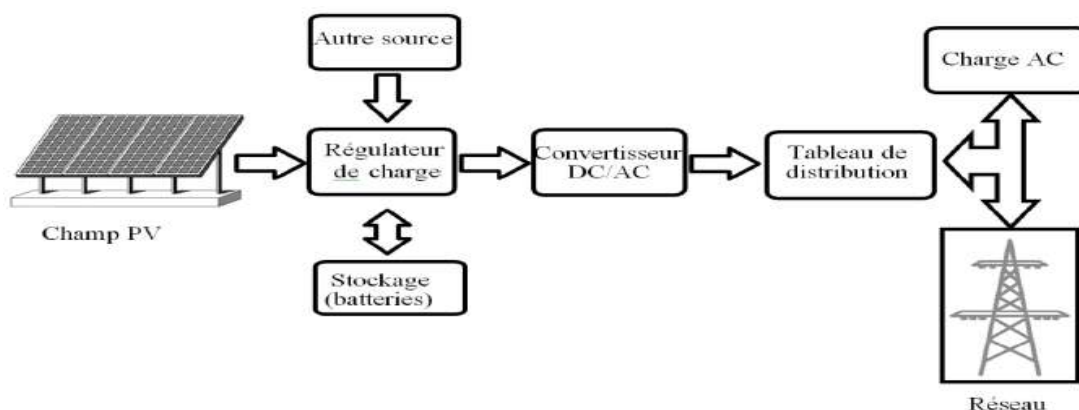 Autre source
Charge AC
Régulateur
de charge
Convertisseur
DC/AC
Tableau de
distribution
Champ PV
Stockage
(batteries)
Réseau